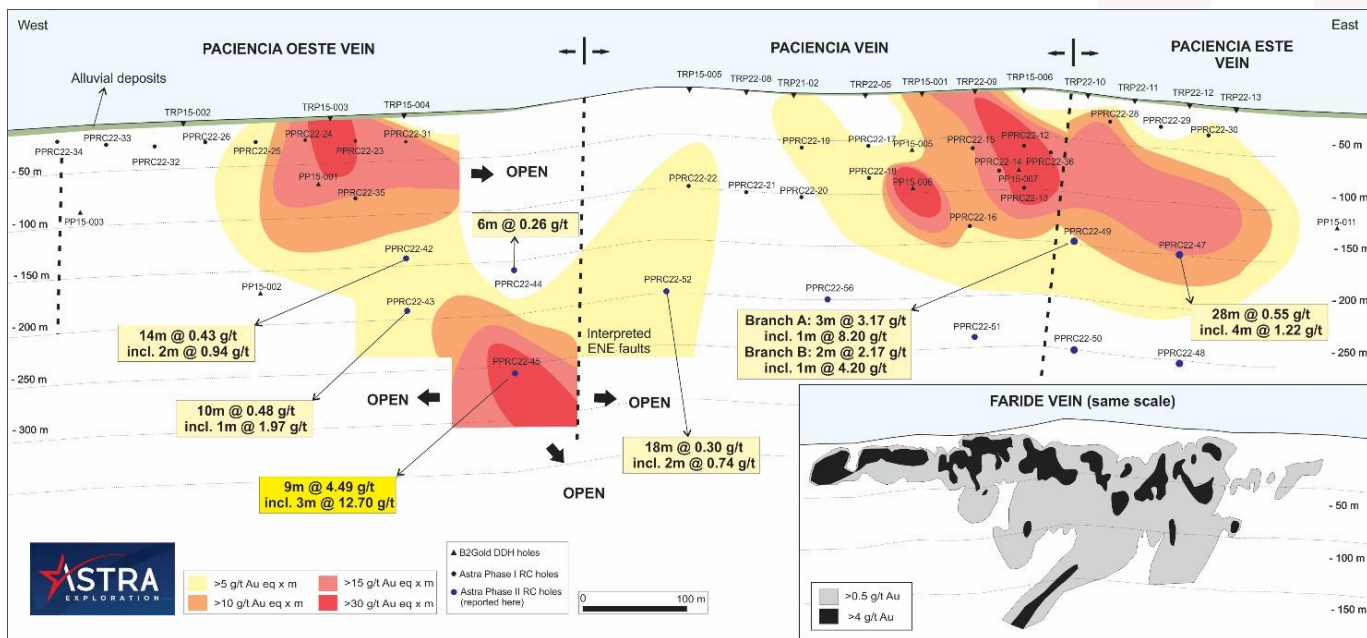 West
East
PACIENCIA OESTE VEIN
PACIENCIA VEIN
PACIENCIA ESTE
VEIN
Alluvial deposits
TRP15-002
TRP15-003
TRP15-004
TRP15-005
TRP22-08
TRP21-02
TRP22-05
TRP15-001
TRP22-09
TRP15-006
TRP22-10
TRP22-11
TRP22-12
TRP22-13
PPRC22-34
PPRC22-33
PPRC22-32
PPRC22-26
PPRC22-25
PPRC22-24
PPRC22-23
PPRC22-31
PP15-001
PPRC22-35
PP15-003
PP15-002
PPRC22-42
PPRC22-43
PPRC22-44
PPRC22-45
PPRC22-52
PPRC22-22
PPRC22-21
PPRC22-20
PPRC22-19
PPRC22-17
PPRC22-18
PP15-005
PP15-006
PPRC22-15
PPRC22-12
PPRC22-14
PPRC22-36
PP15-007
PPRC22-13
PPRC22-16
PPRC22-28
PPRC22-29
PPRC22-30
PPRC22-49
PPRC22-47
PP15-011
PPRC22-56
PPRC22-51
PPRC22-50
PPRC22-48
- 50 m
- 100 m
- 150 m
- 200 m
- 250 m
- 300 m
- 50 m
- 100 m
- 150 m
- 200 m
- 250 m
OPEN
OPEN
OPEN
OPEN
Interpreted
ENE faults
6m @ 0.26 g/t
14m @ 0.43 g/t
incl. 2m @ 0.94 g/t
10m @ 0.48 g/t
incl. 1m @ 1.97 g/t
9m @ 4.49 g/t
incl. 3m @ 12.70 g/t
18m @ 0.30 g/t
incl. 2m @ 0.74 g/t
Branch A: 3m @ 3.17 g/t
incl. 1m @ 8.20 g/t
Branch B: 2m @ 2.17 g/t
incl. 1m @ 4.20 g/t
28m @ 0.55 g/t
incl. 4m @ 1.22 g/t
ASTRA
EXPLORATION
>5 g/t Au eq x m
>10 g/t Au eq x m
>15 g/t Au eq x m
>30 g/t Au eq x m
B2Gold DDH holes
Astra Phase I RC holes
Astra Phase II RC holes
(reported here)
0
100 m
FARIDE VEIN (same scale)
- 50 m
- 100 m
- 150 m
>0.5 g/t Au
>4 g/t Au